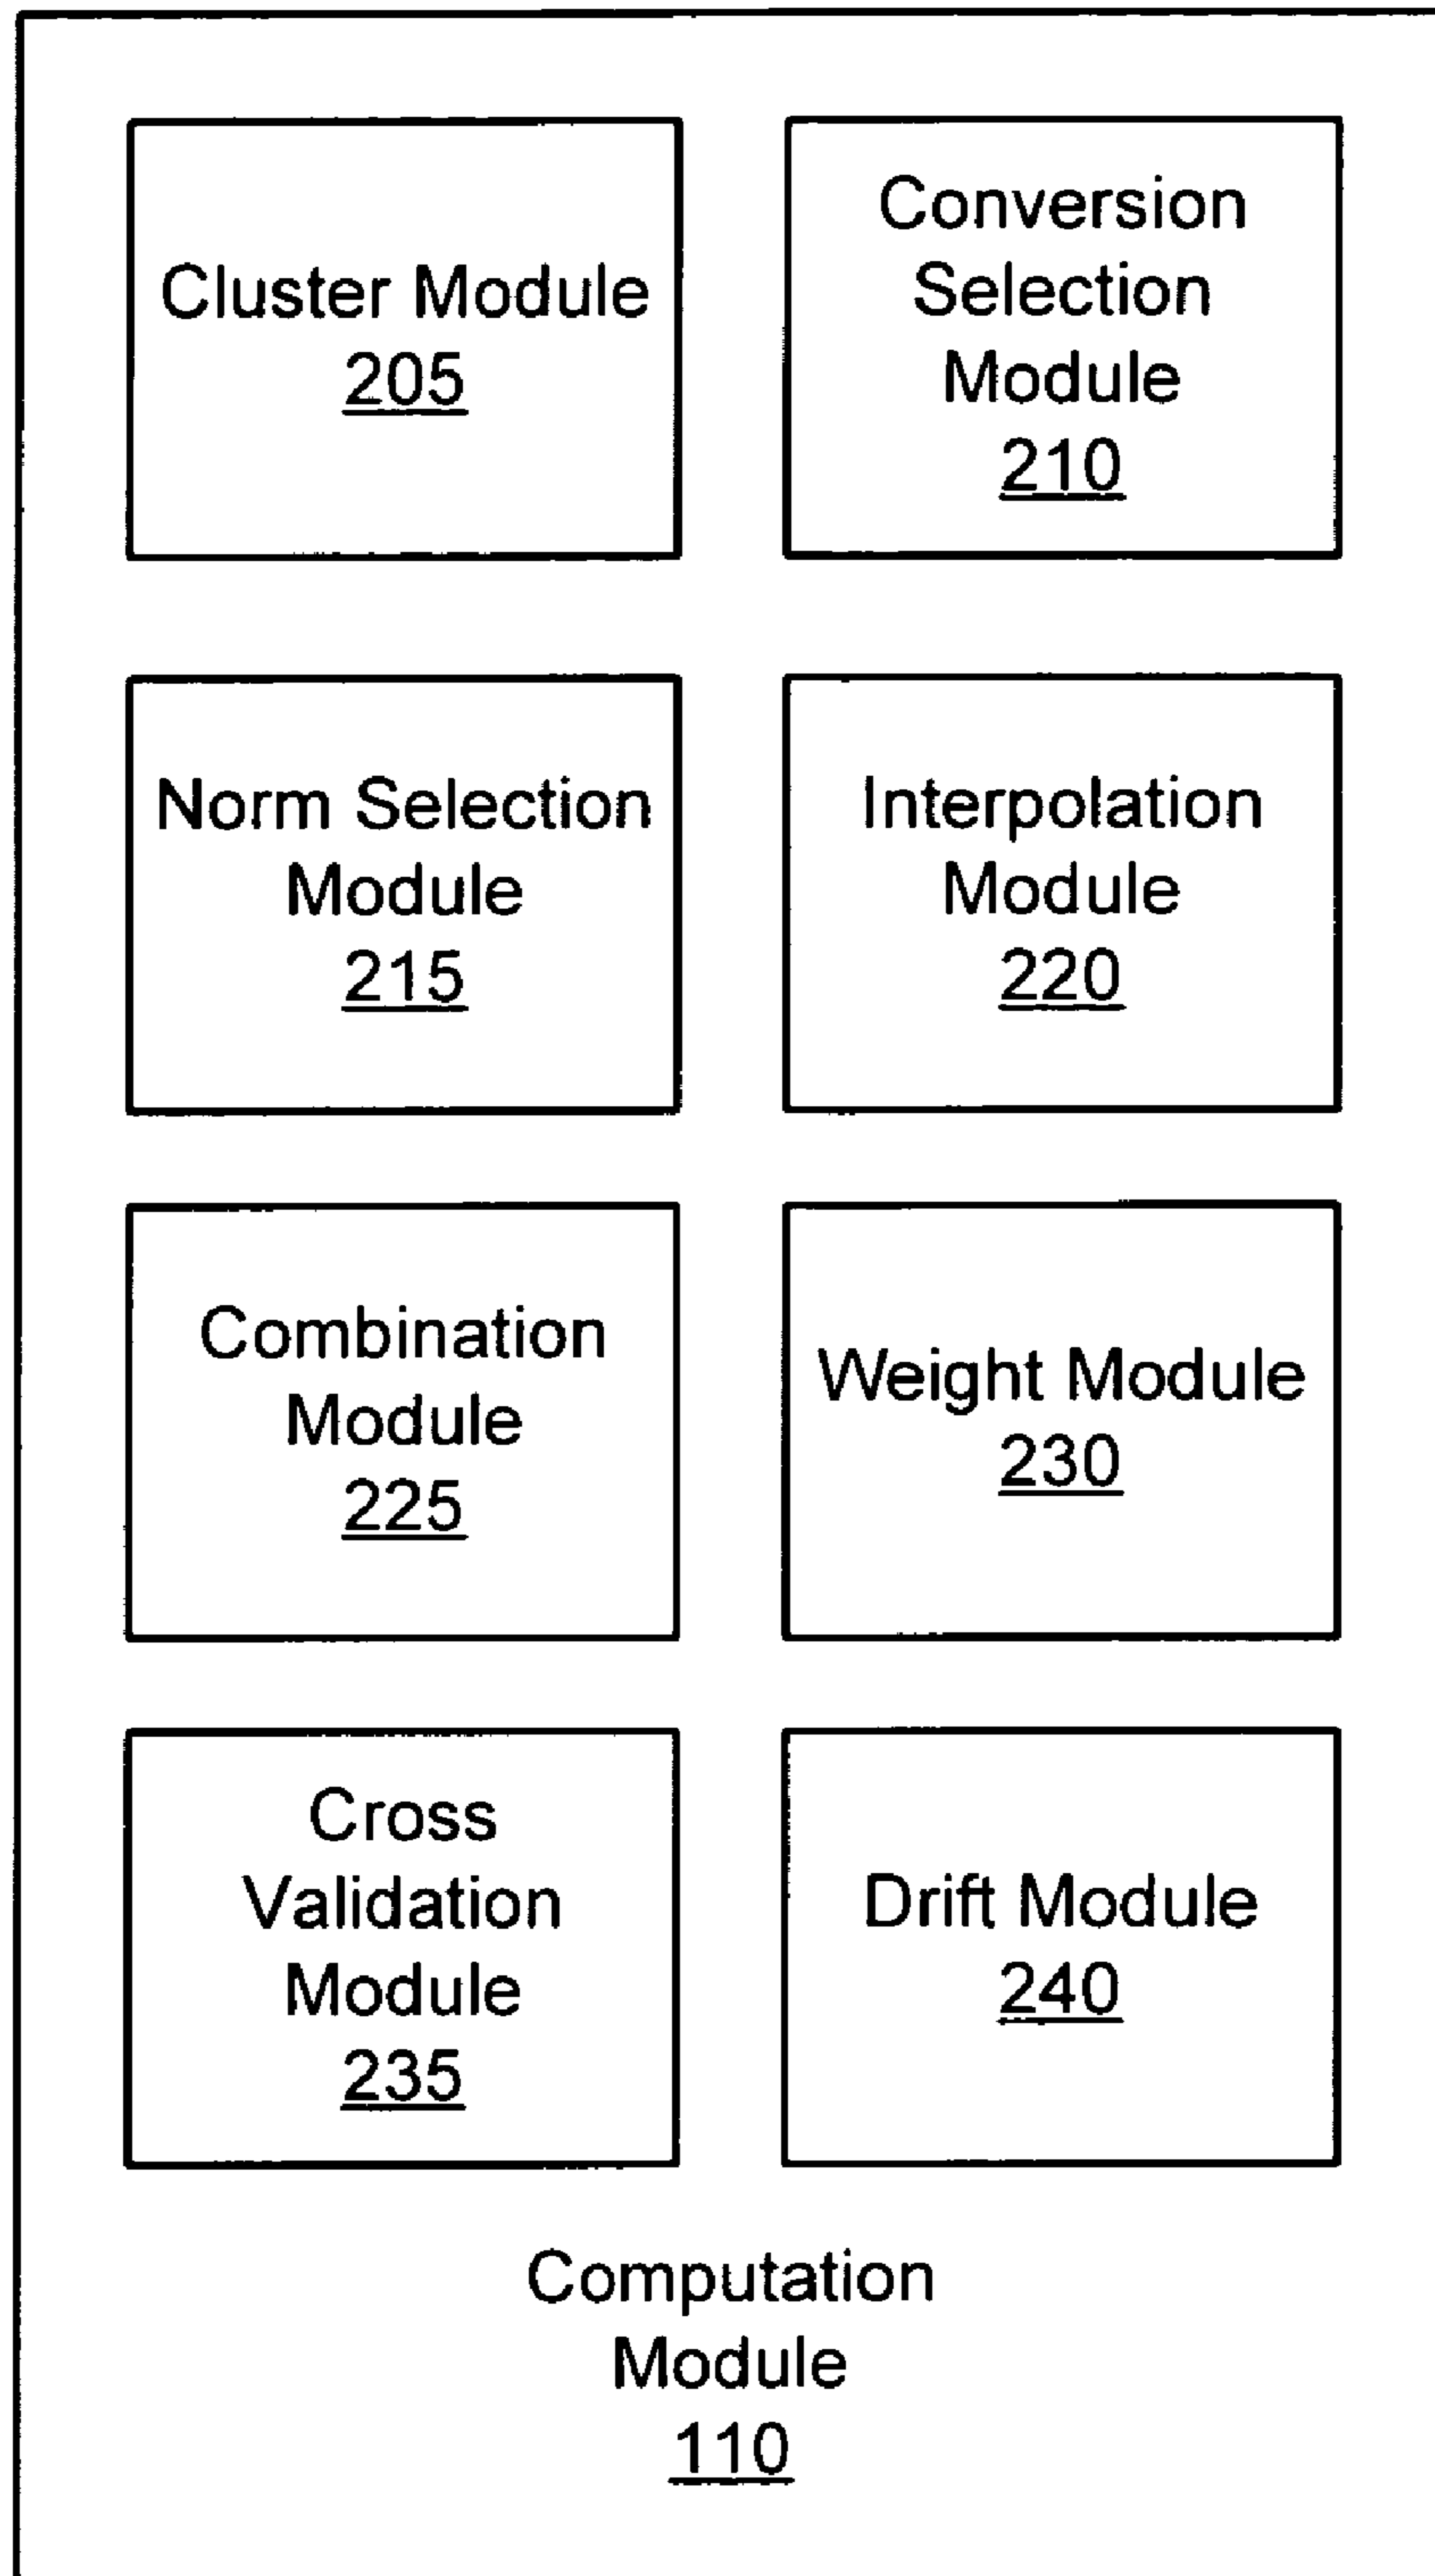 Cluster Module
205
Conversion
Selection
Module
210
Norm Selection
Module
215
Interpolation
Module
220
Combination
Module
225
Weight Module
230
Cross
Validation
Module
235
Drift Module
240
Computation
Module
110